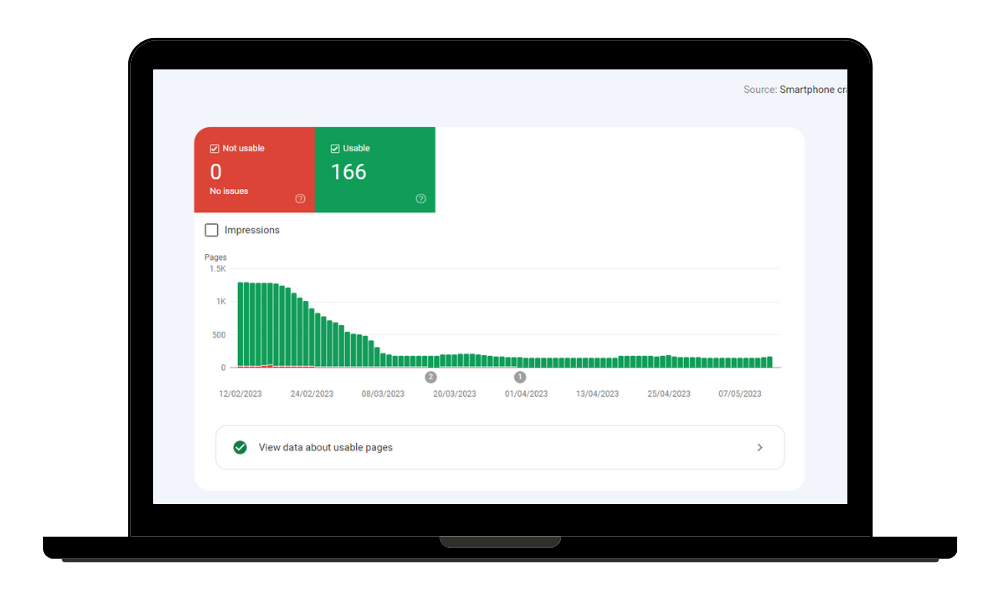 Source: Smartphone cra
Not usable
0
No issues
Usable
166
Impressions
Pages
1.5K
1K
500
0
2
1
12/02/2023 24/02/2023 08/03/2023 20/03/2023 01/04/2023 13/04/2023 25/04/2023 07/05/2023
View data about usable pages